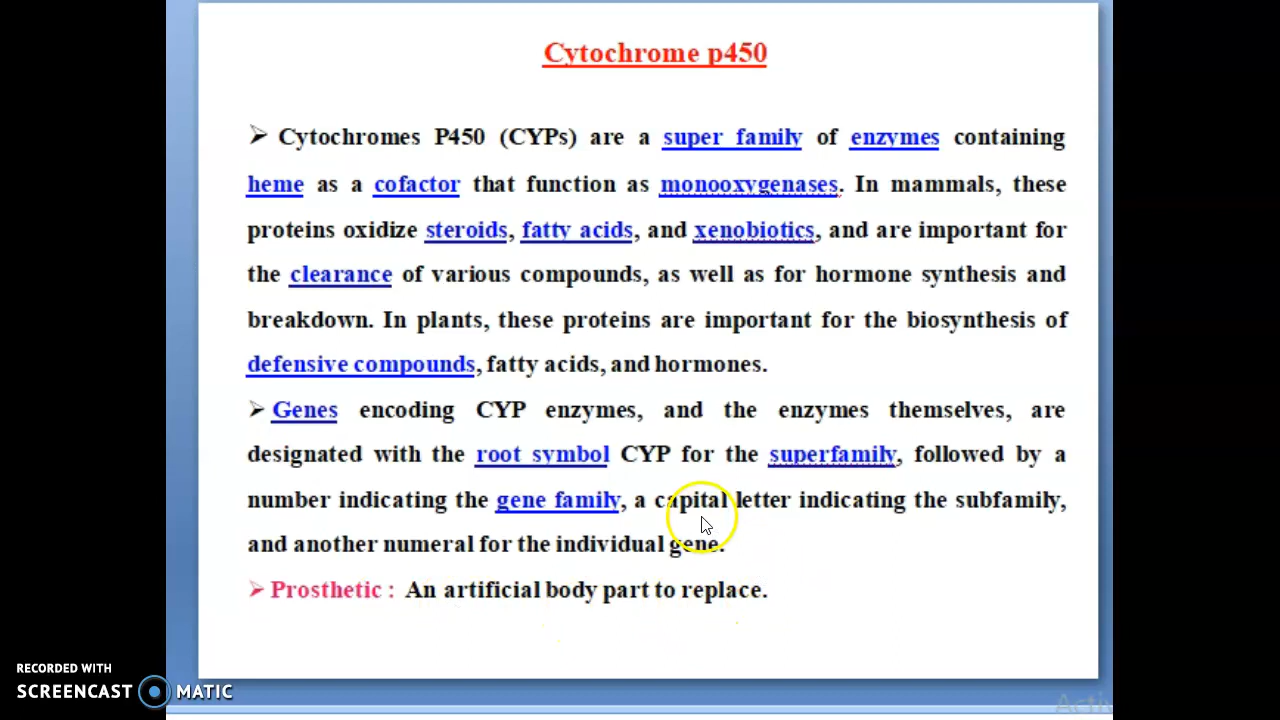 Cytochrome p450
➢ Cytochromes P450 (CYPs) are a super family of enzymes containing
heme as a cofactor that function as monooxygenases. In mammals, these
proteins oxidize steroids, fatty acids, and xenobiotics, and are important for
the clearance of various compounds, as well as for hormone synthesis and
breakdown. In plants, these proteins are important for the biosynthesis of
defensive compounds, fatty acids, and hormones.
➢ Genes encoding CYP enzymes, and the enzymes themselves, are
designated with the root symbol CYP for the superfamily, followed by a
number indicating the gene family, a capital letter indicating the subfamily,
and another numeral for the individual gene.
➢ Prosthetic : An artificial body part to replace.
RECORDED WITH
SCREENCAST MATIC